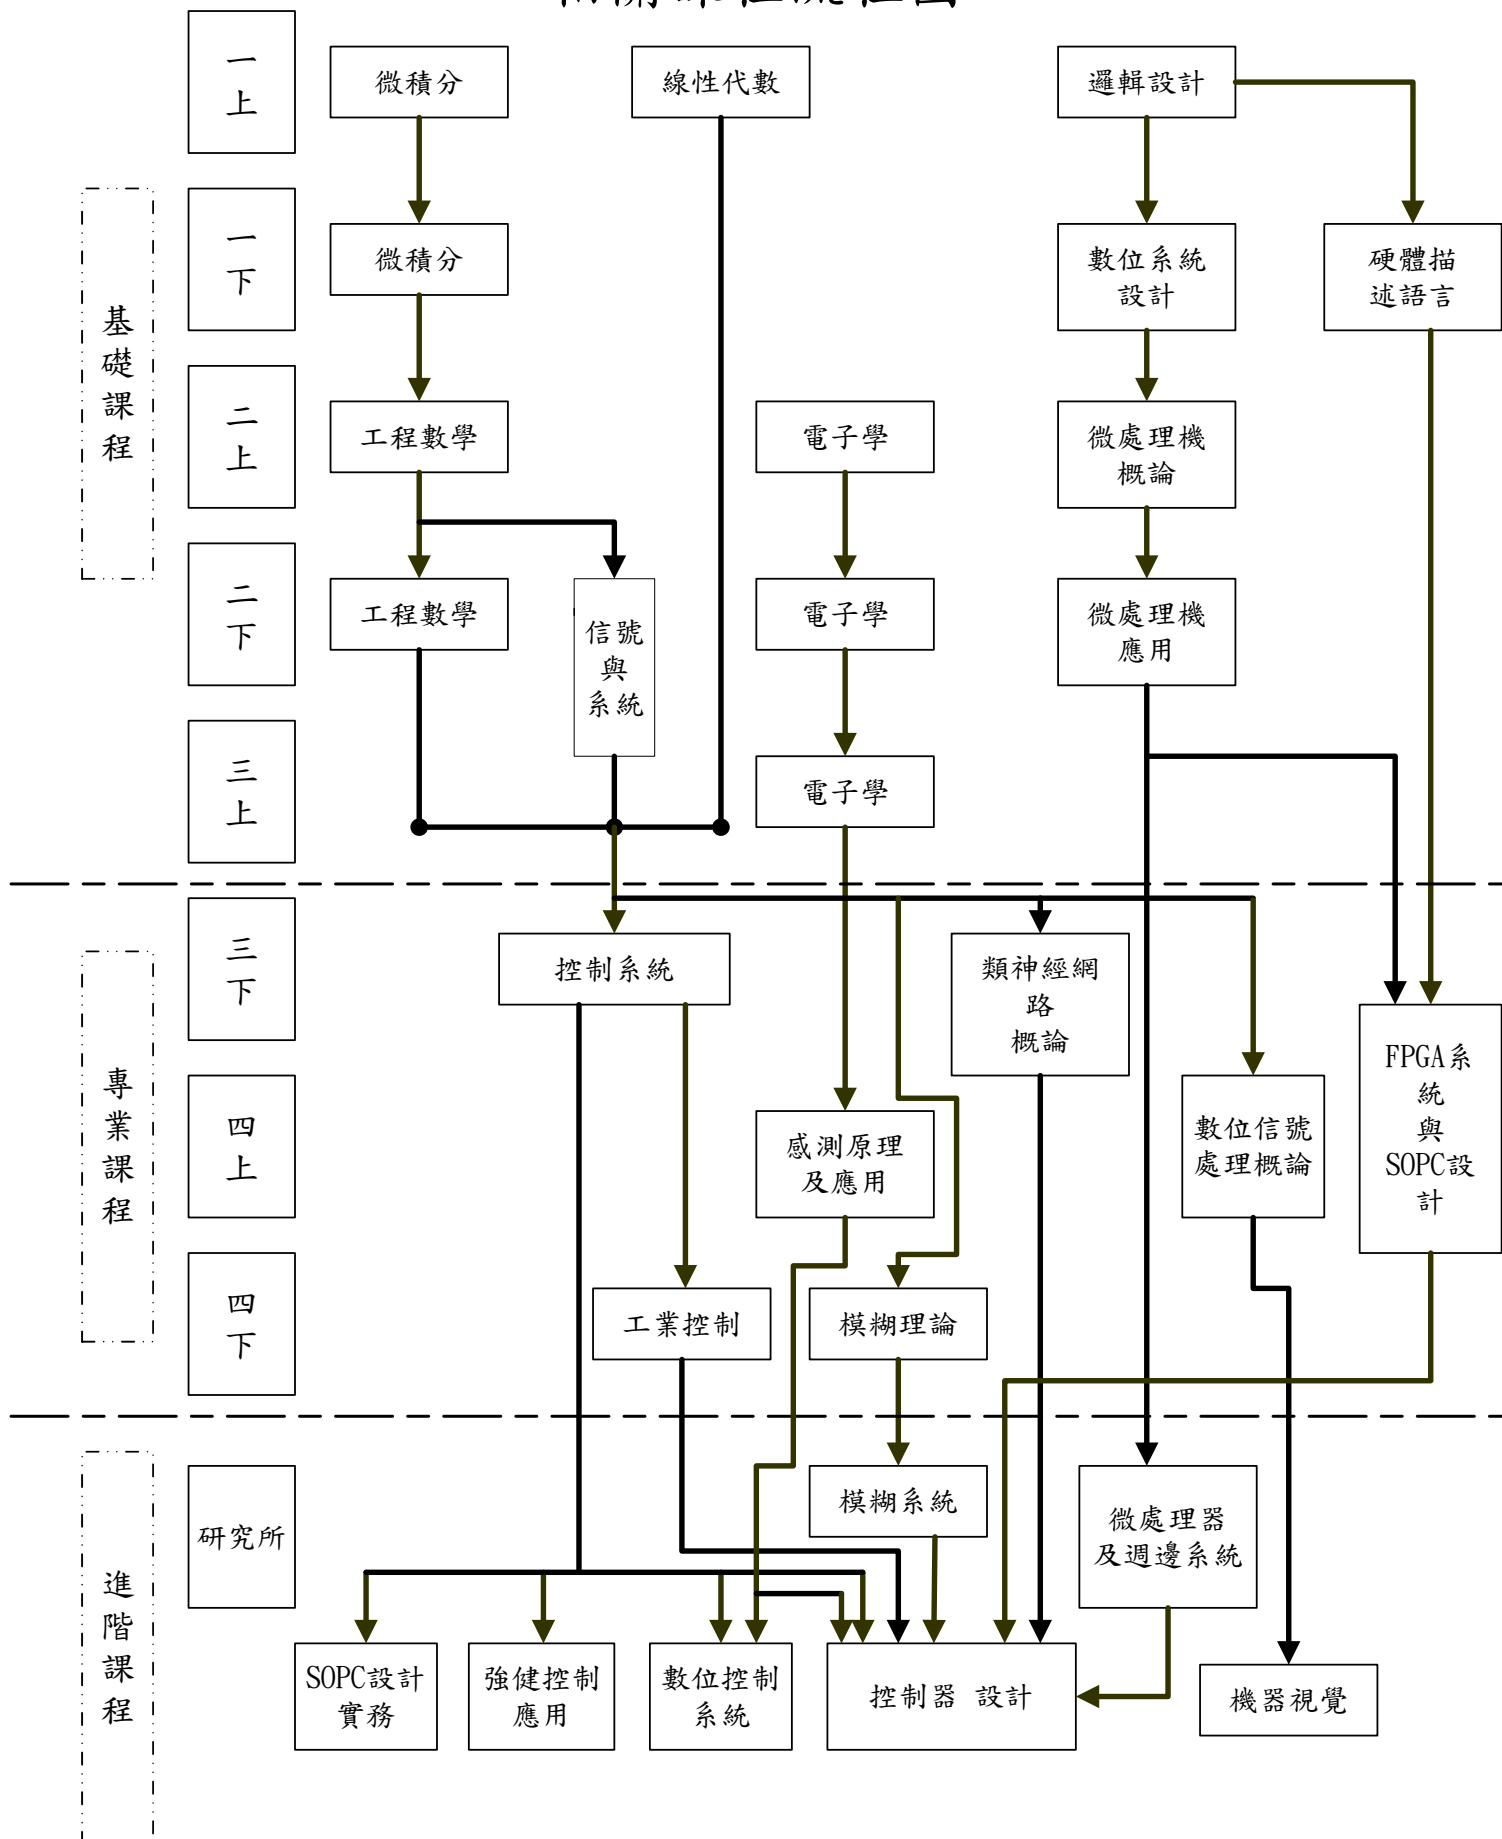 一
上
微積分
線性代數
邏輯設計
基
礎
課
程
一
下
微積分
數位系統
設計
硬體描
述語言
二
上
工程數學
電子學
微處理機
概論
二
下
工程數學
信號
與
系統
電子學
微處理機
應用
三
上
電子學
專
業
課
程
三
下
控制系統
類神經網
路
概論
FPGA系
統
與
SOPC設
計
四
上
感測原理
及應用
數位信號
處理概論
四
下
工業控制
模糊理論
進
階
課
程
研究所
模糊系統
微處理器
及週邊系統
SOPC設計
實務
強健控制
應用
數位控制
系統
控制器 設計
機器視覺